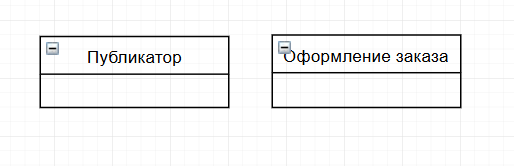 Публикатор
Оформление заказа